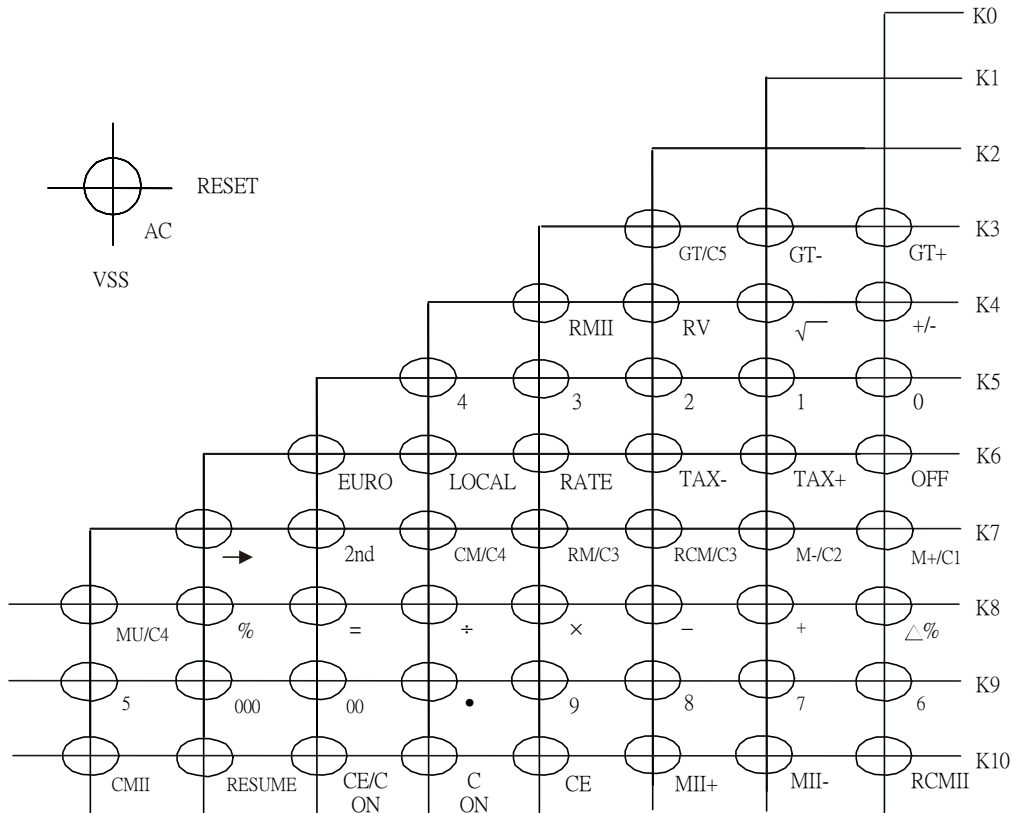 K0
K1
K2
RESET
AC
VSS
GT/C5 GT- GT+ K3
RMII RV √ +/- K4
4 3 2 1 0 K5
EURO LOCAL RATE TAX- TAX+ OFF K6
→ 2nd CM/C4 RM/C3 RCM/C3 M-/C2 M+/C1 K7
MU/C4 % = ÷ × − + △% K8
5 000 00 • 9 8 7 6 K9
CMII RESUME CE/C ON C ON CE MII+ MII- RCMII K10